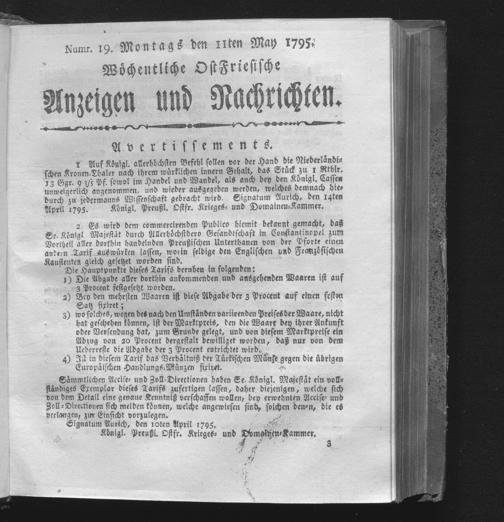 Numr. 19. Montags den 11ten May 1795.
Wöchentliche OstFriesische
Anzeigen und Nachrichten.
Avertissements.
1 Auf Königl. allerhöchsten Befehl sollen vor der Hand die Niederländi-
schen Kronen-Thaler nach ihrem würklichen innern Gehalt, das Stück zu 1 Rthlr.
13 Ggr. 9 1/3 Pf. sowol im Handel und Wandel, als auch bey den Königl. Cassen
unweigerlich angenommen, und wieder ausgegeben werden, welches demnach hie-
durch zu jedermanns Wissenschaft gebracht wird. Signatum Aurich, den 14ten
April 1795. Königl. Preußl. Ostfr. Krieges- und Domainen-Kammer.
2 Es wird dem commercirenden Publico hiemit bekannt gemacht, daß
Se. Königl. Majestät durch Allerhöchstdero Gesandtschaft in Constantinopel zum
Vortheil aller dorthin handelnden Preußischen Unterthanen von der Pforte einen
andern Tarif auswürken lassen, worin selbige den Englischen und Französischen
Kaufleuten gleich gesetzet worden sind.
Die Hauptpunkte dieses Tarifs beruhen in folgenden:
1) Die Abgabe aller dorthin ankommenden und ausgehenden Waaren ist auf
3 Procent festgesetzt worden.
2) Bey den mehrsten Waaren ist diese Abgabe der 3 Procent auf einen festen
Satz fixiret;
3) wo solches, wegen des nach den Umständen variirenden Preises der Waare, nicht
hat geschehen können, ist der Marktpreis, den die Waare bey ihrer Ankunft
oder Versendung hat, zum Grunde gelegt, und von diesem Marktpreise ein
Abzug von 20 Procent dergestalt bewilliget worden, daß nur von dem
Ueberreste die Abgabe der 3 Procent entrichtet wird.
4) Ist in diesem Tarif das Verhältniß der Türkischen Münze gegen die übrigen
Europäischen Handlungs-Münzen fixiret.
Sämmtlichen Accise- und Zoll-Directionen haben Se. Königl. Majestät ein voll-
ständiges Exemplar dieses Tarifs zufertigen lassen, daher diejenigen, welche sich
von dem Detail eine genaue Kenntniß verschaffen wollen, bey erwehnten Accise- und
Zoll-Directionen sich melden können, welche angewiesen sind, solchen denen, die es
verlangen, zur Einsicht vorzulegen.
Signatum Aurich, den 10ten April 1795.
Königl. Preußl. Ostfr. Krieges- und Domainen-Kammer.
3